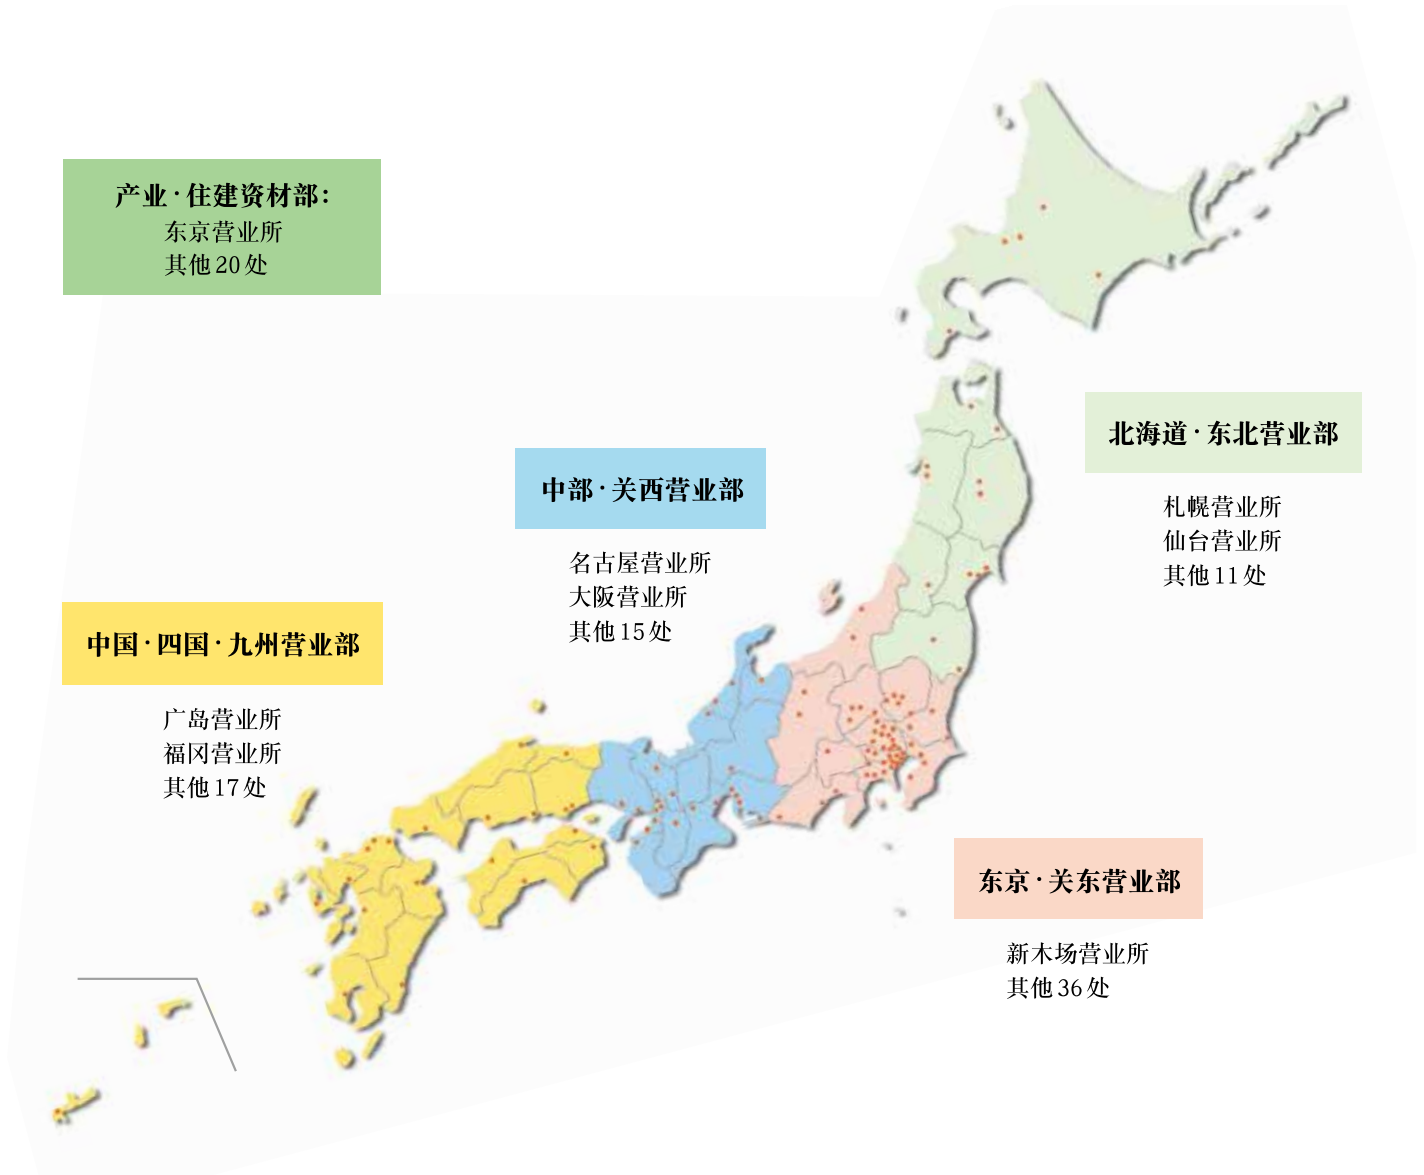 产业·住建资材部：
东京营业所
其他20处
北海道·东北营业部
札幌营业所
仙台营业所
其他11处
中部·关西营业部
名古屋营业所
大阪营业所
其他15处
中国·四国·九州营业部
广岛营业所
福冈营业所
其他17处
东京·关东营业部
新木场营业所
其他36处